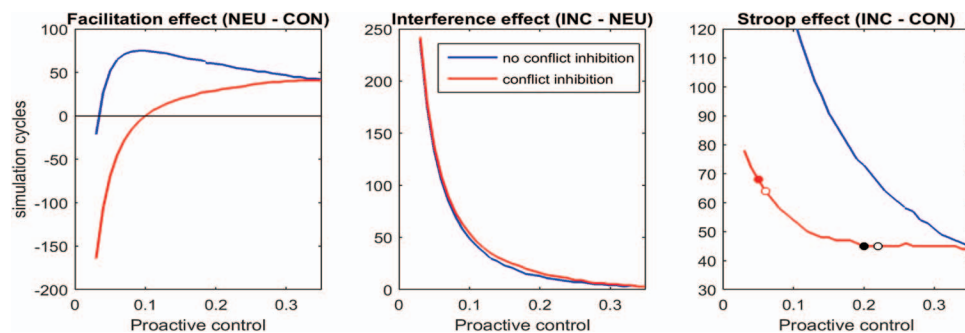 Facilitation effect (NEU - CON)
100
50
0
-50
-100
-150
-200
simulation cycles
0 0.1 0.2 0.3
Proactive control
Interference effect (INC - NEU)
250
200
150
100
50
0
no conflict inhibition
conflict inhibition
0 0.1 0.2 0.3
Proactive control
Stroop effect (INC - CON)
120
110
100
90
80
70
60
50
40
30
0 0.1 0.2 0.3
Proactive control